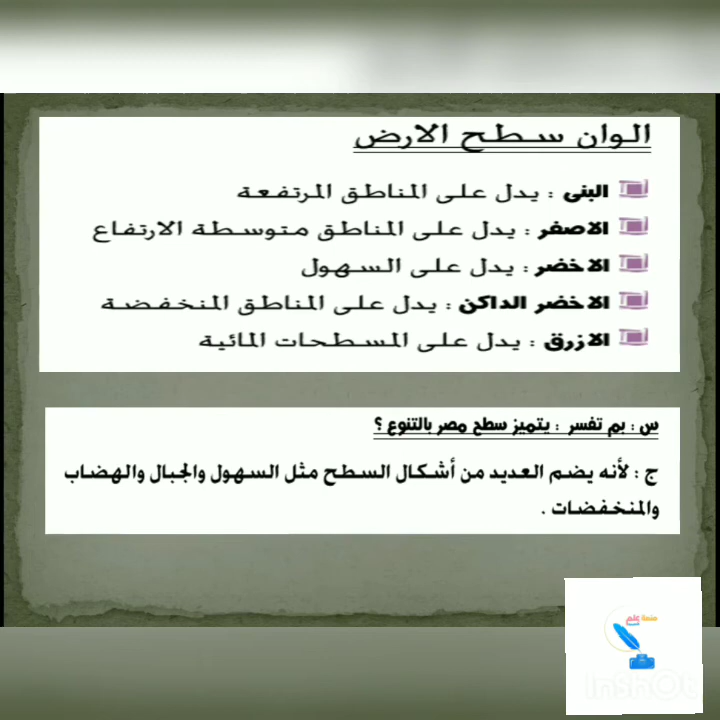 الوان سطح الارض
البنى : يدل على المناطق المرتفعة
الاصفر : يدل على المناطق متوسطة الارتفاع
الاخضر : يدل على السهول
الاخضر الداكن : يدل على المناطق المنخفضة
الازرق : يدل على المسطحات المائية
س : بم تفسر : يتميز سطح مصر بالتنوع ؟
ج : لأنه يضم العديد من أشكال السطح مثل السهول والجبال والهضاب
والمنخفضات .
InShOt